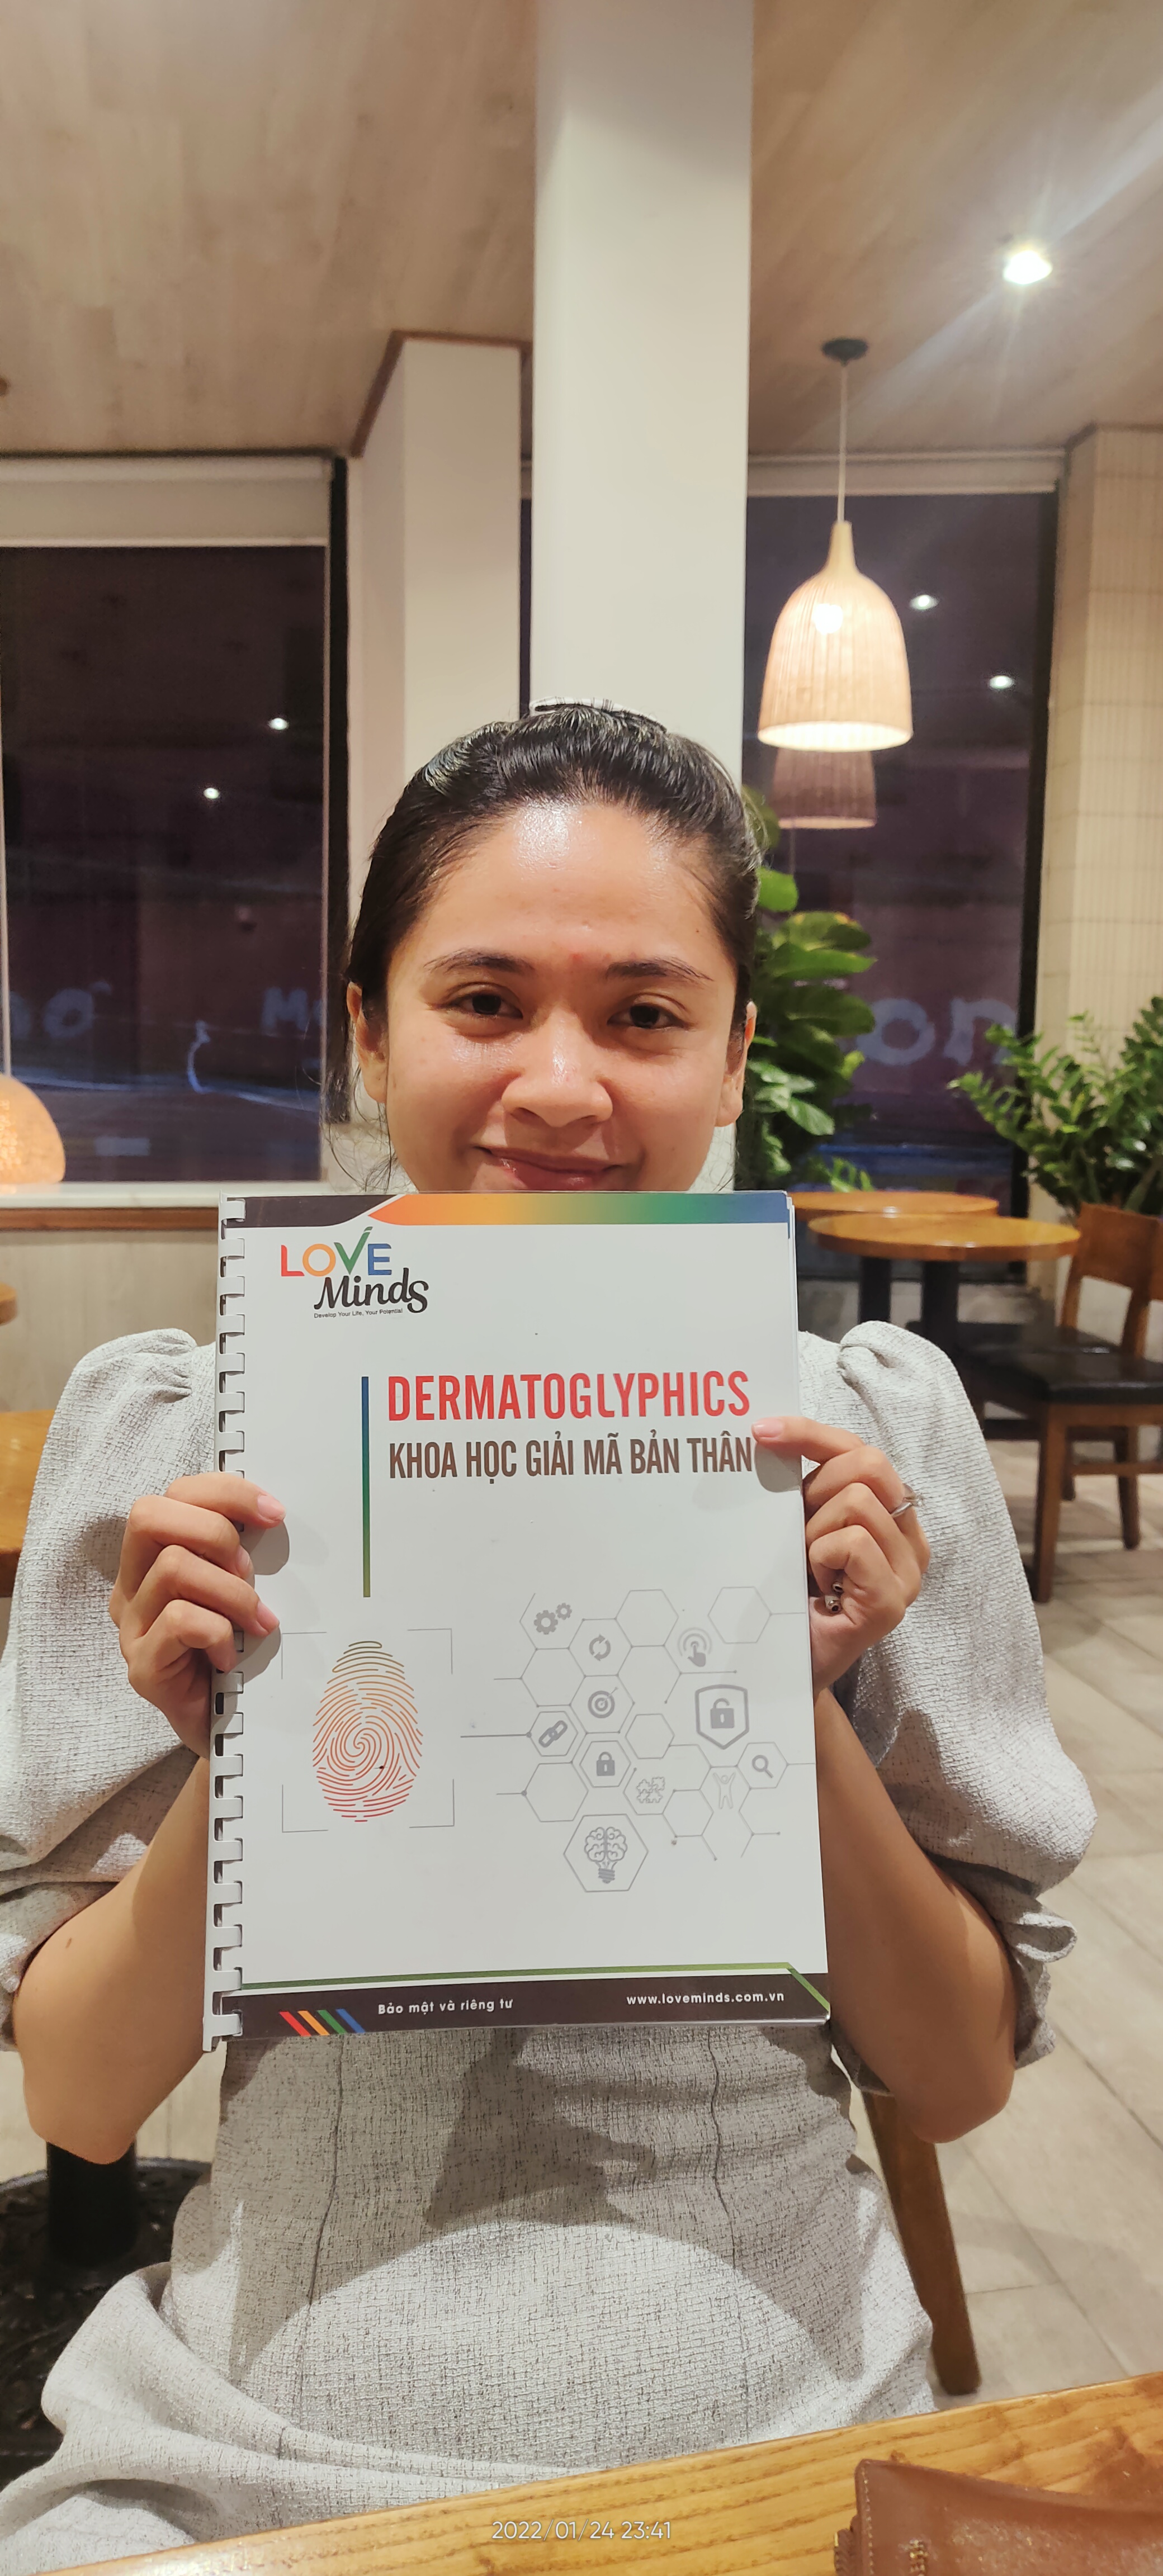 LOVE
Minds
Develop Your Life, Your Potential
DERMATOGLYPHICS
KHOA HỌC GIẢI MÃ BẢN THÂN
Bảo mật và riêng tư
www.loveminds.com.vn
2022/01/24 23:41